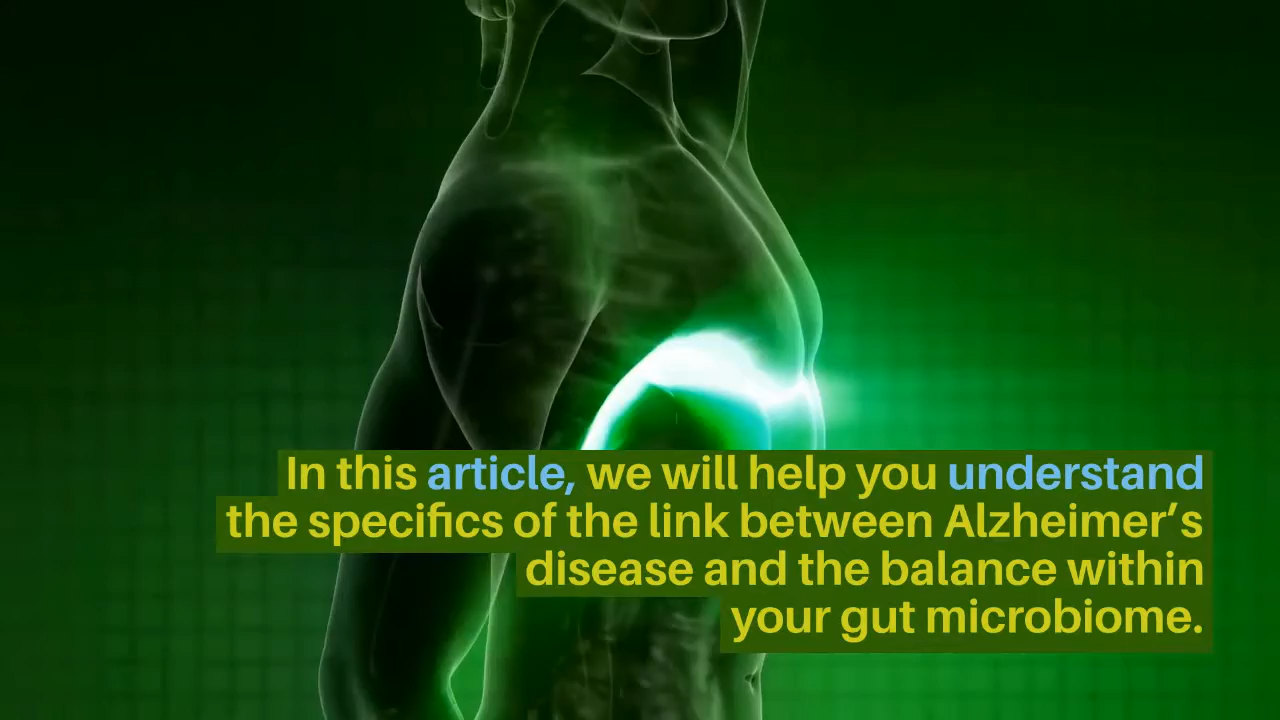 In this article, we will help you understand
the specifics of the link between Alzheimer’s
disease and the balance within
your gut microbiome.